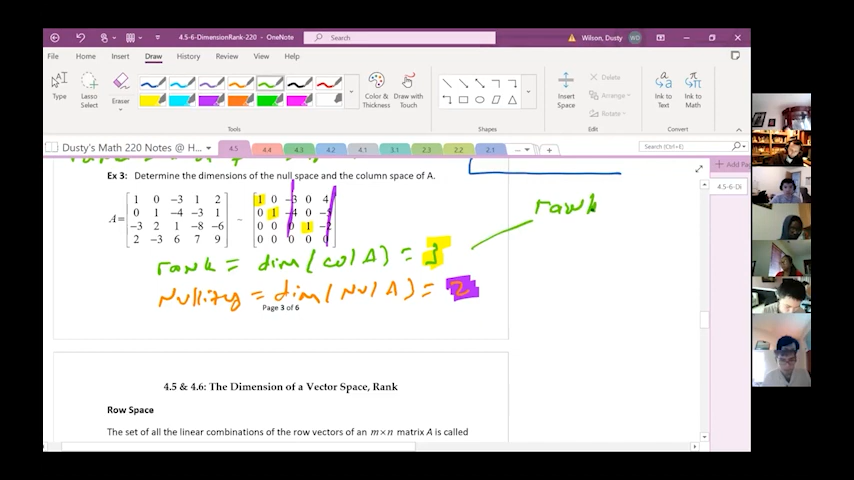 4.5-6-DimensionRank-220 - OneNote
Search
Wilson, Dusty
WD
File Home Insert Draw History Review View Help
Type
Lasso Select
Eraser
Color & Thickness
Draw with Touch
Insert Space
Delete
Arrange
Rotate
Ink to Text
Ink to Math
Tools
Shapes
Edit
Convert
Dusty's Math 220 Notes @ H...
4.5 4.4 4.3 4.2 4.1 3.1 2.3 2.2 2.1
Search (Ctrl+E)
Add Pa
4.5-6-Di
Ex 3: Determine the dimensions of the null space and the column space of A.
1 0 -3 1 2 1 0 -3 0 4
A = 0 1 -4 -3 1 ~ 0 1 -4 0 -5
-3 2 1 -8 -6 0 0 0 1 -2
2 -3 6 7 9 0 0 0 0 0
rank
rank = dim(Col A) = 3
Nullity = dim(Nul A) = 2
Page 3 of 6
4.5 & 4.6: The Dimension of a Vector Space, Rank
Row Space
The set of all the linear combinations of the row vectors of an m×n matrix A is called